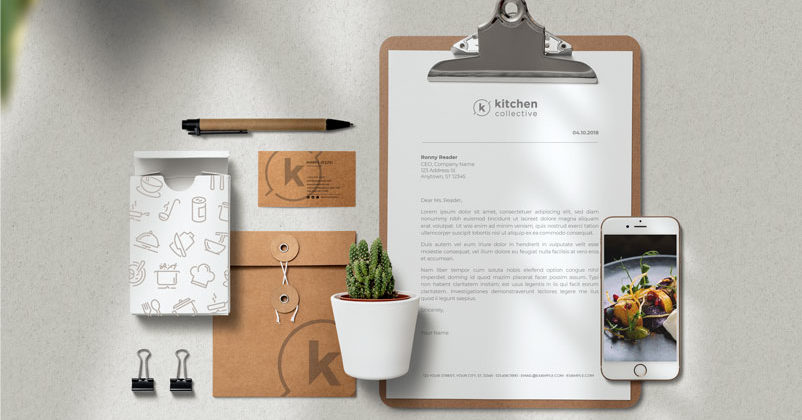 kitchen
collective
04.10.2018
Ronny Reader
CEO, Company Name
123 Address St
Anytown, ST 12345
Dear Ms. Reader,
Lorem ipsum dolor sit amet, consectetuer adipiscing elit, sed diam
nonummy nibh euismod tincidunt ut laoreet dolore magna aliquam
erat volutpat. Ut wisi enim ad minim veniam, quis nostrud exerci tation
ullamcorper suscipit lobortis nisl ut aliquip ex ea commodo consequat.
Duis autem vel eum iriure dolor in hendrerit in vulputate velit esse
molestie consequat, vel illum dolore eu feugiat nulla facilisis at vero eros
et accumsan.
Nam liber tempor cum soluta nobis eleifend option congue nihil
imperdiet doming id quod mazim placerat facer possim assum. Typi
non habent claritatem insitam; est usus legentis in iis qui facit eorum
claritatem. Investigationes demonstraverunt lectores legere me lius
quod ii legunt saepius.
Sincerely,
Your Name
k
k